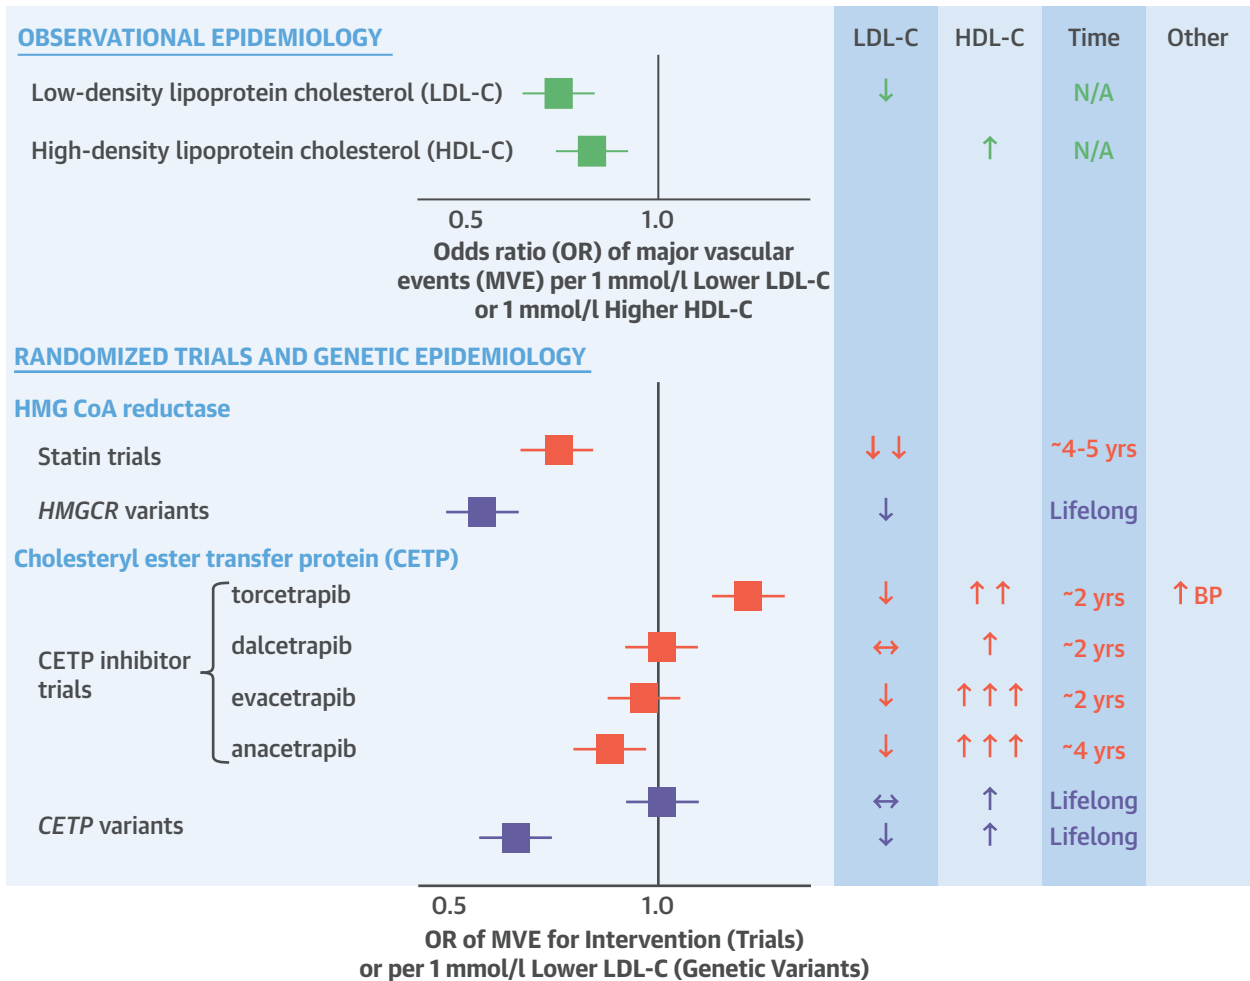 OBSERVATIONAL EPIDEMIOLOGY LDL-C HDL-C Time Other
Low-density lipoprotein cholesterol (LDL-C) ↓ N/A
High-density lipoprotein cholesterol (HDL-C) ↑ N/A
0.5 1.0
Odds ratio (OR) of major vascular
events (MVE) per 1 mmol/l Lower LDL-C
or 1 mmol/l Higher HDL-C
RANDOMIZED TRIALS AND GENETIC EPIDEMIOLOGY
HMG CoA reductase
Statin trials ↓↓ ~4-5 yrs
HMGCR variants ↓ Lifelong
Cholesteryl ester transfer protein (CETP)
CETP inhibitor
trials
torcetrapib ↓ ↑↑ ~2 yrs ↑ BP
dalcetrapib ↔ ↑ ~2 yrs
evacetrapib ↓ ↑↑↑ ~2 yrs
anacetrapib ↓ ↑↑↑ ~4 yrs
CETP variants
↔ ↑ Lifelong
↓ ↑ Lifelong
0.5 1.0
OR of MVE for Intervention (Trials)
or per 1 mmol/l Lower LDL-C (Genetic Variants)